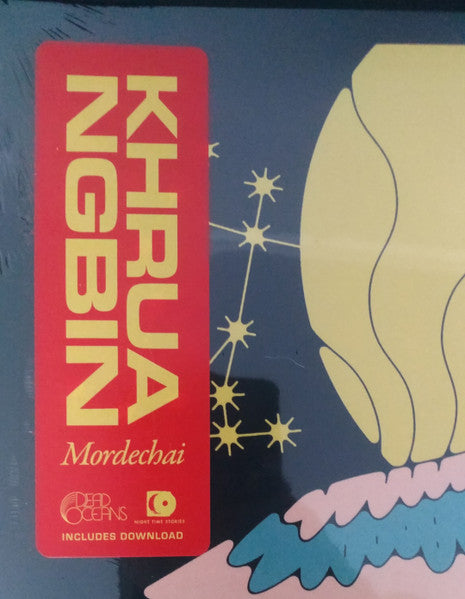 KHRUA
NGBIN
Mordechai
DEAD
OCEANS
NIGHT TIME STORIES
INCLUDES DOWNLOAD